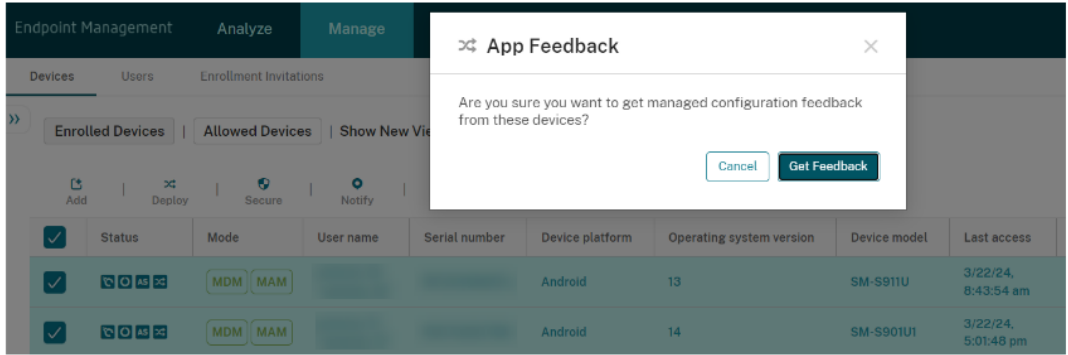 Endpoint Management Analyze Manage
App Feedback
Devices Users Enrollment Invitations
Are you sure you want to get managed configuration feedback
from these devices?
Enrolled Devices | Allowed Devices | Show New Vie
Cancel Get Feedback
Add Deploy Secure Notify
Status Mode User name Serial number Device platform Operating system version Device model Last access
AS MDM MAM Android 13 SM-S911U 3/22/24,
8:43:54 am
AS MDM MAM Android 14 SM-S901U1 3/22/24,
5:01:48 pm